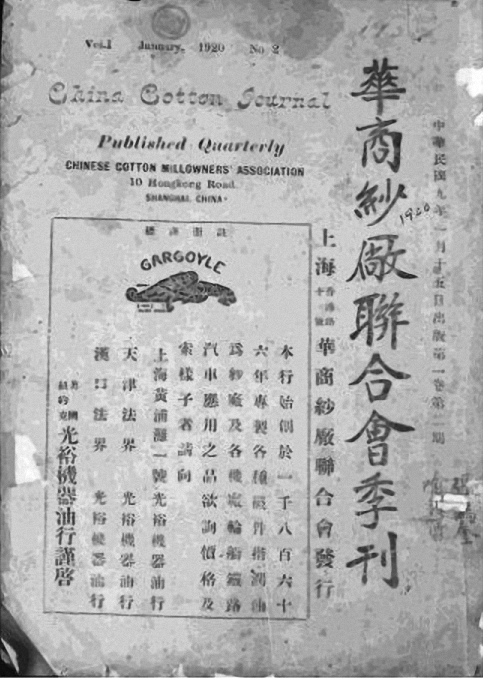 Vol.I January, 1920 No 2
China Cotton Journal
Published Quarterly
CHINESE COTTON MILLOWNERS' ASSOCIATION
10 Hongkong Road
SHANGHAI, CHINA
中華民國九年一月十五日出版第一卷第二期
華商紗廠聯合會季刊
1920
上海香港路十號華商紗廠聯合會發行
GARGOYLE
本行始創於一千八百六十
六年專製各種機件滑潤油
為紗廠及各機廠輪船鐵路
汽車應用之品欲詢價格及
索樣子者請向
上海黃浦灘一號光裕機器油行
天津法界 光裕機器油行
漢口法界 光裕機器油行
美國紐約光裕機器油行謹啓